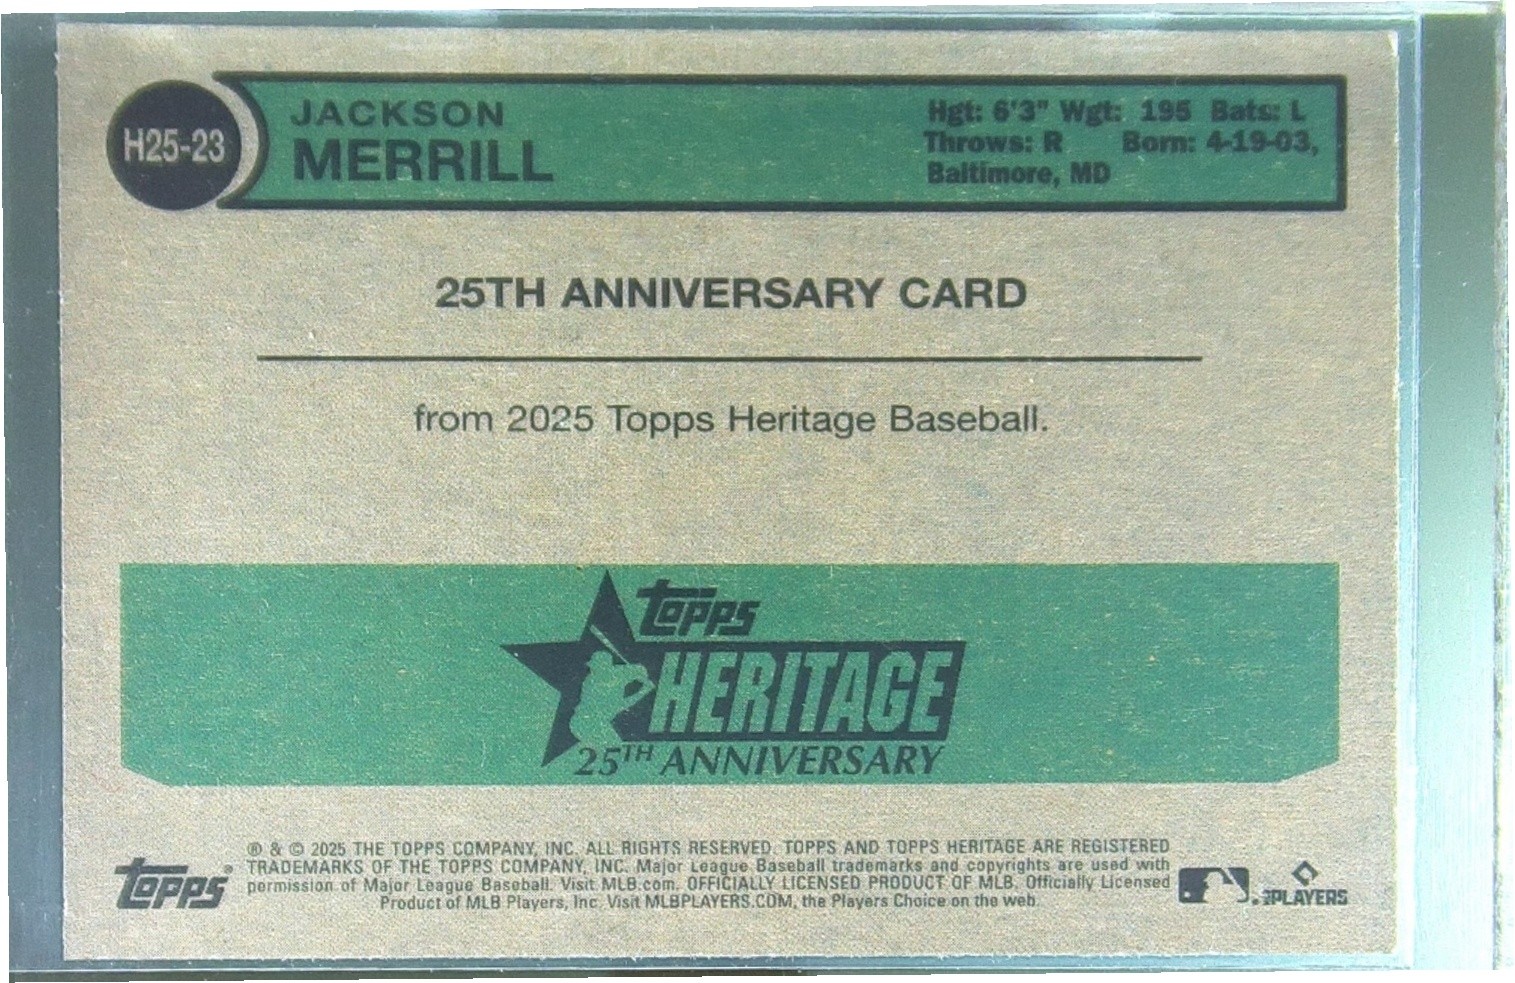 H25-23
JACKSON
MERRILL
Hgt: 6'3" Wgt: 195 Bats: L
Throws: R Born: 4-19-03,
Baltimore, MD
25TH ANNIVERSARY CARD
from 2025 Topps Heritage Baseball.
topps
HERITAGE
25TH ANNIVERSARY
® & © 2025 THE TOPPS COMPANY, INC. ALL RIGHTS RESERVED. TOPPS AND TOPPS HERITAGE ARE REGISTERED
TRADEMARKS OF THE TOPPS COMPANY, INC. Major League Baseball trademarks and copyrights are used with
permission of Major League Baseball. Visit MLB.com. OFFICIALLY LICENSED PRODUCT OF MLB. Officially Licensed
Product of MLB Players, Inc. Visit MLBPLAYERS.COM, the Players Choice on the web.
topps®
PLAYERS